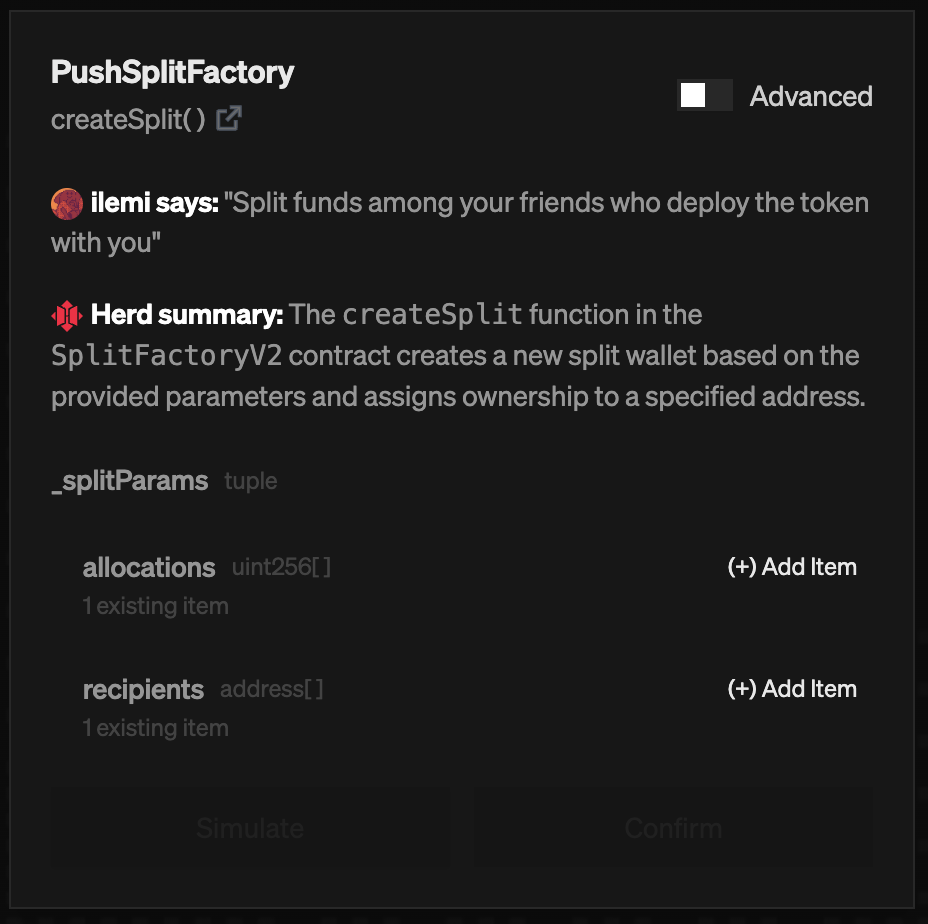 PushSplitFactory
createSplit()
Advanced
ilemi says: "Split funds among your friends who deploy the token
with you"
Herd summary: The createSplit function in the
SplitFactoryV2 contract creates a new split wallet based on the
provided parameters and assigns ownership to a specified address.
_splitParams tuple
allocations uint256[] (+) Add Item
1 existing item
recipients address[] (+) Add Item
1 existing item
Simulate Confirm